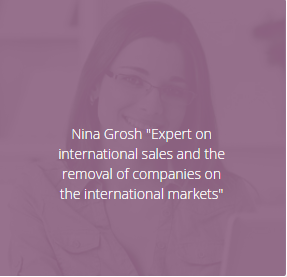 Nina Grosh "Expert on
international sales and the
removal of companies on
the international markets"